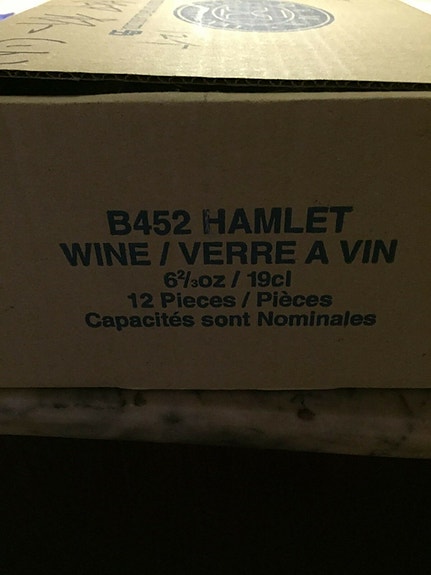 B452 HAMLET
WINE / VERRE A VIN
6⅔oz / 19cl
12 Pieces / Pièces
Capacités sont Nominales